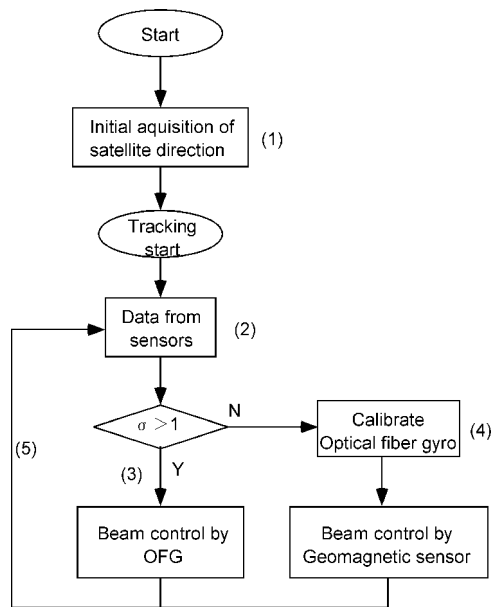 Start
Initial aquisition of
satellite direction
(1)
Tracking
start
Data from
sensors
(2)
σ >1
N
Calibrate
Optical fiber gyro
(4)
(5)
(3)
Y
Beam control by
OFG
Beam control by
Geomagnetic sensor